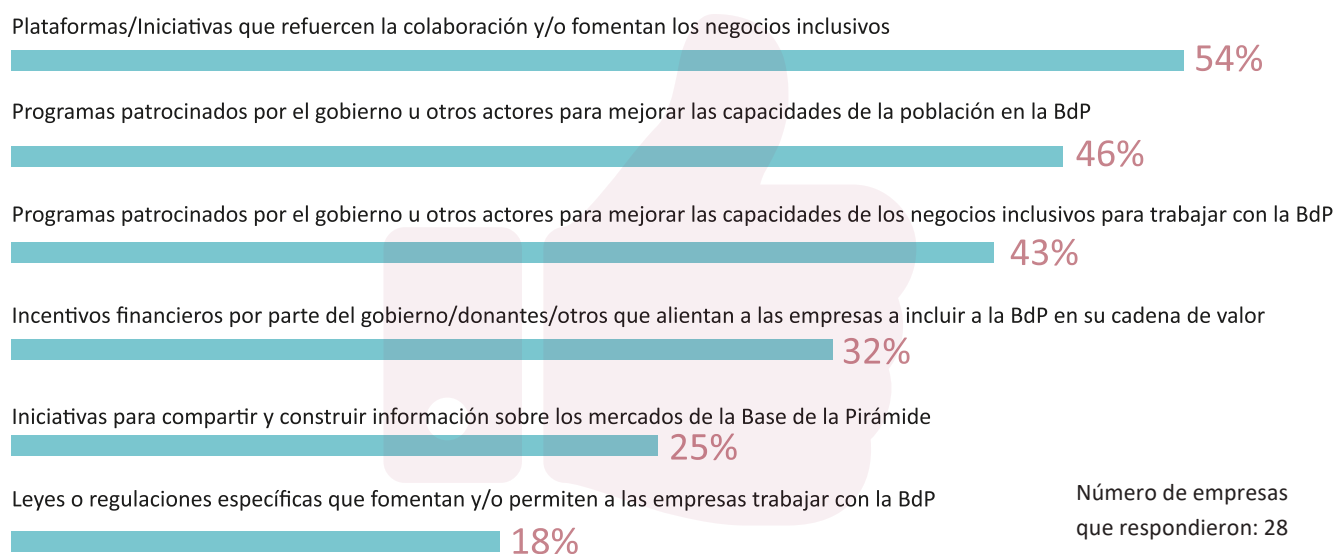 Plataformas/Iniciativas que refuercen la colaboración y/o fomentan los negocios inclusivos
54%
Programas patrocinados por el gobierno u otros actores para mejorar las capacidades de la población en la BdP
46%
Programas patrocinados por el gobierno u otros actores para mejorar las capacidades de los negocios inclusivos para trabajar con la BdP
43%
Incentivos financieros por parte del gobierno/donantes/otros que alientan a las empresas a incluir a la BdP en su cadena de valor
32%
Iniciativas para compartir y construir información sobre los mercados de la Base de la Pirámide
25%
Leyes o regulaciones específicas que fomentan y/o permiten a las empresas trabajar con la BdP
18%
Número de empresas
que respondieron: 28